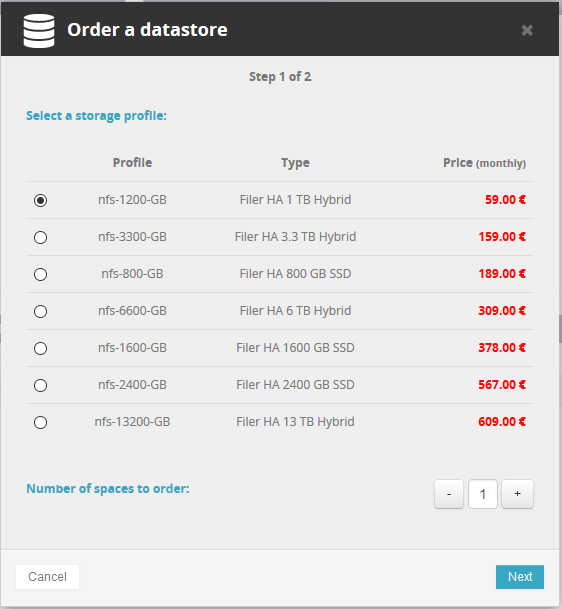 Order a datastore
Step 1 of 2
Select a storage profile:
Profile Type Price (monthly)
nfs-1200-GB Filer HA 1 TB Hybrid 59.00 €
nfs-3300-GB Filer HA 3.3 TB Hybrid 159.00 €
nfs-800-GB Filer HA 800 GB SSD 189.00 €
nfs-6600-GB Filer HA 6 TB Hybrid 309.00 €
nfs-1600-GB Filer HA 1600 GB SSD 378.00 €
nfs-2400-GB Filer HA 2400 GB SSD 567.00 €
nfs-13200-GB Filer HA 13 TB Hybrid 609.00 €
Number of spaces to order: - 1 +
Cancel Next